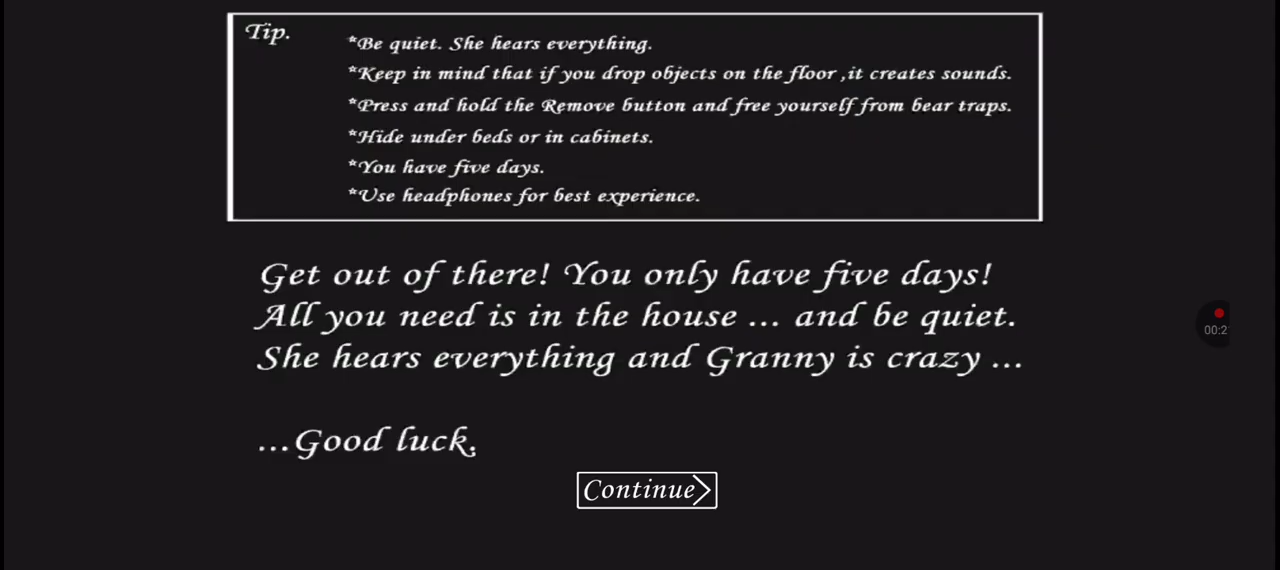 Tip.
*Be quiet. She hears everything.
*Keep in mind that if you drop objects on the floor ,it creates sounds.
*Press and hold the Remove button and free yourself from bear traps.
*Hide under beds or in cabinets.
*You have five days.
*Use headphones for best experience.
Get out of there! You only have five days!
All you need is in the house ... and be quiet.
She hears everything and Granny is crazy ...
...Good luck.
Continue